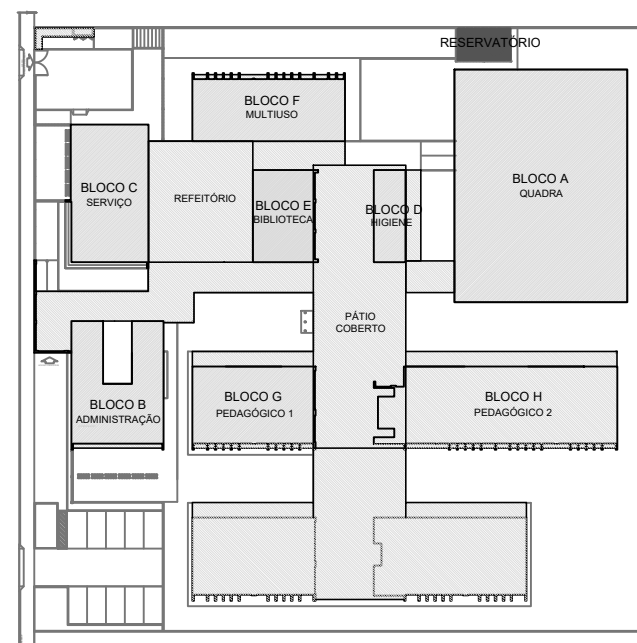 RESERVATÓRIO
BLOCO F
MULTIUSO
BLOCO A
QUADRA
BLOCO C
SERVIÇO
REFEITÓRIO
BLOCO E
BIBLIOTECA
BLOCO D
HIGIENE
PÁTIO
COBERTO
BLOCO B
ADMINISTRAÇÃO
BLOCO G
PEDAGÓGICO 1
BLOCO H
PEDAGÓGICO 2